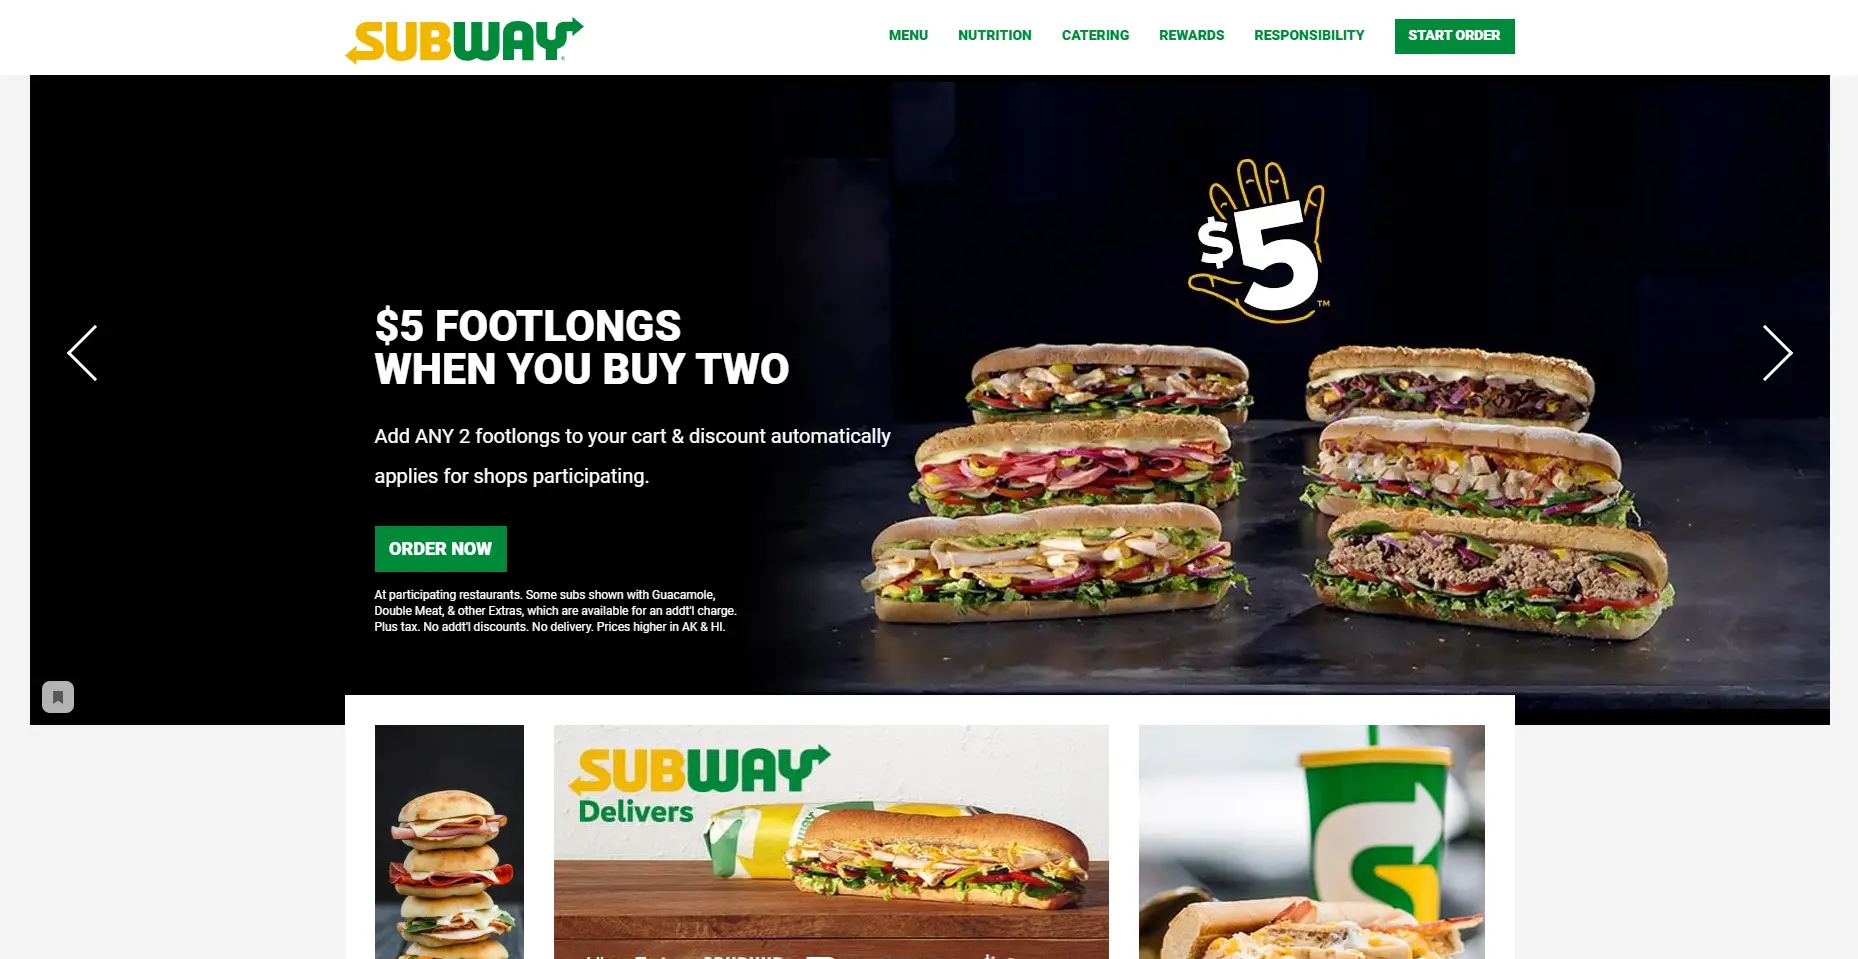 SUBWAY
MENU
NUTRITION
CATERING
REWARDS
RESPONSIBILITY
START ORDER
$5
TM
$5 FOOTLONGS
WHEN YOU BUY TWO
Add ANY 2 footlongs to your cart & discount automatically
applies for shops participating.
ORDER NOW
At participating restaurants. Some subs shown with Guacamole,
Double Meat, & other Extras, which are available for an addt'l charge.
Plus tax. No addt'l discounts. No delivery. Prices higher in AK & HI.
SUBWAY
Delivers